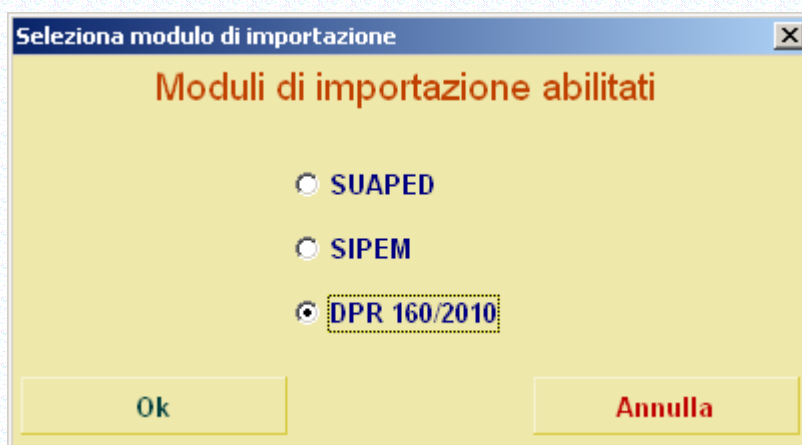 Seleziona modulo di importazione
Moduli di importazione abilitati
SUAPED
SIPEM
DPR 160/2010
Ok Annulla